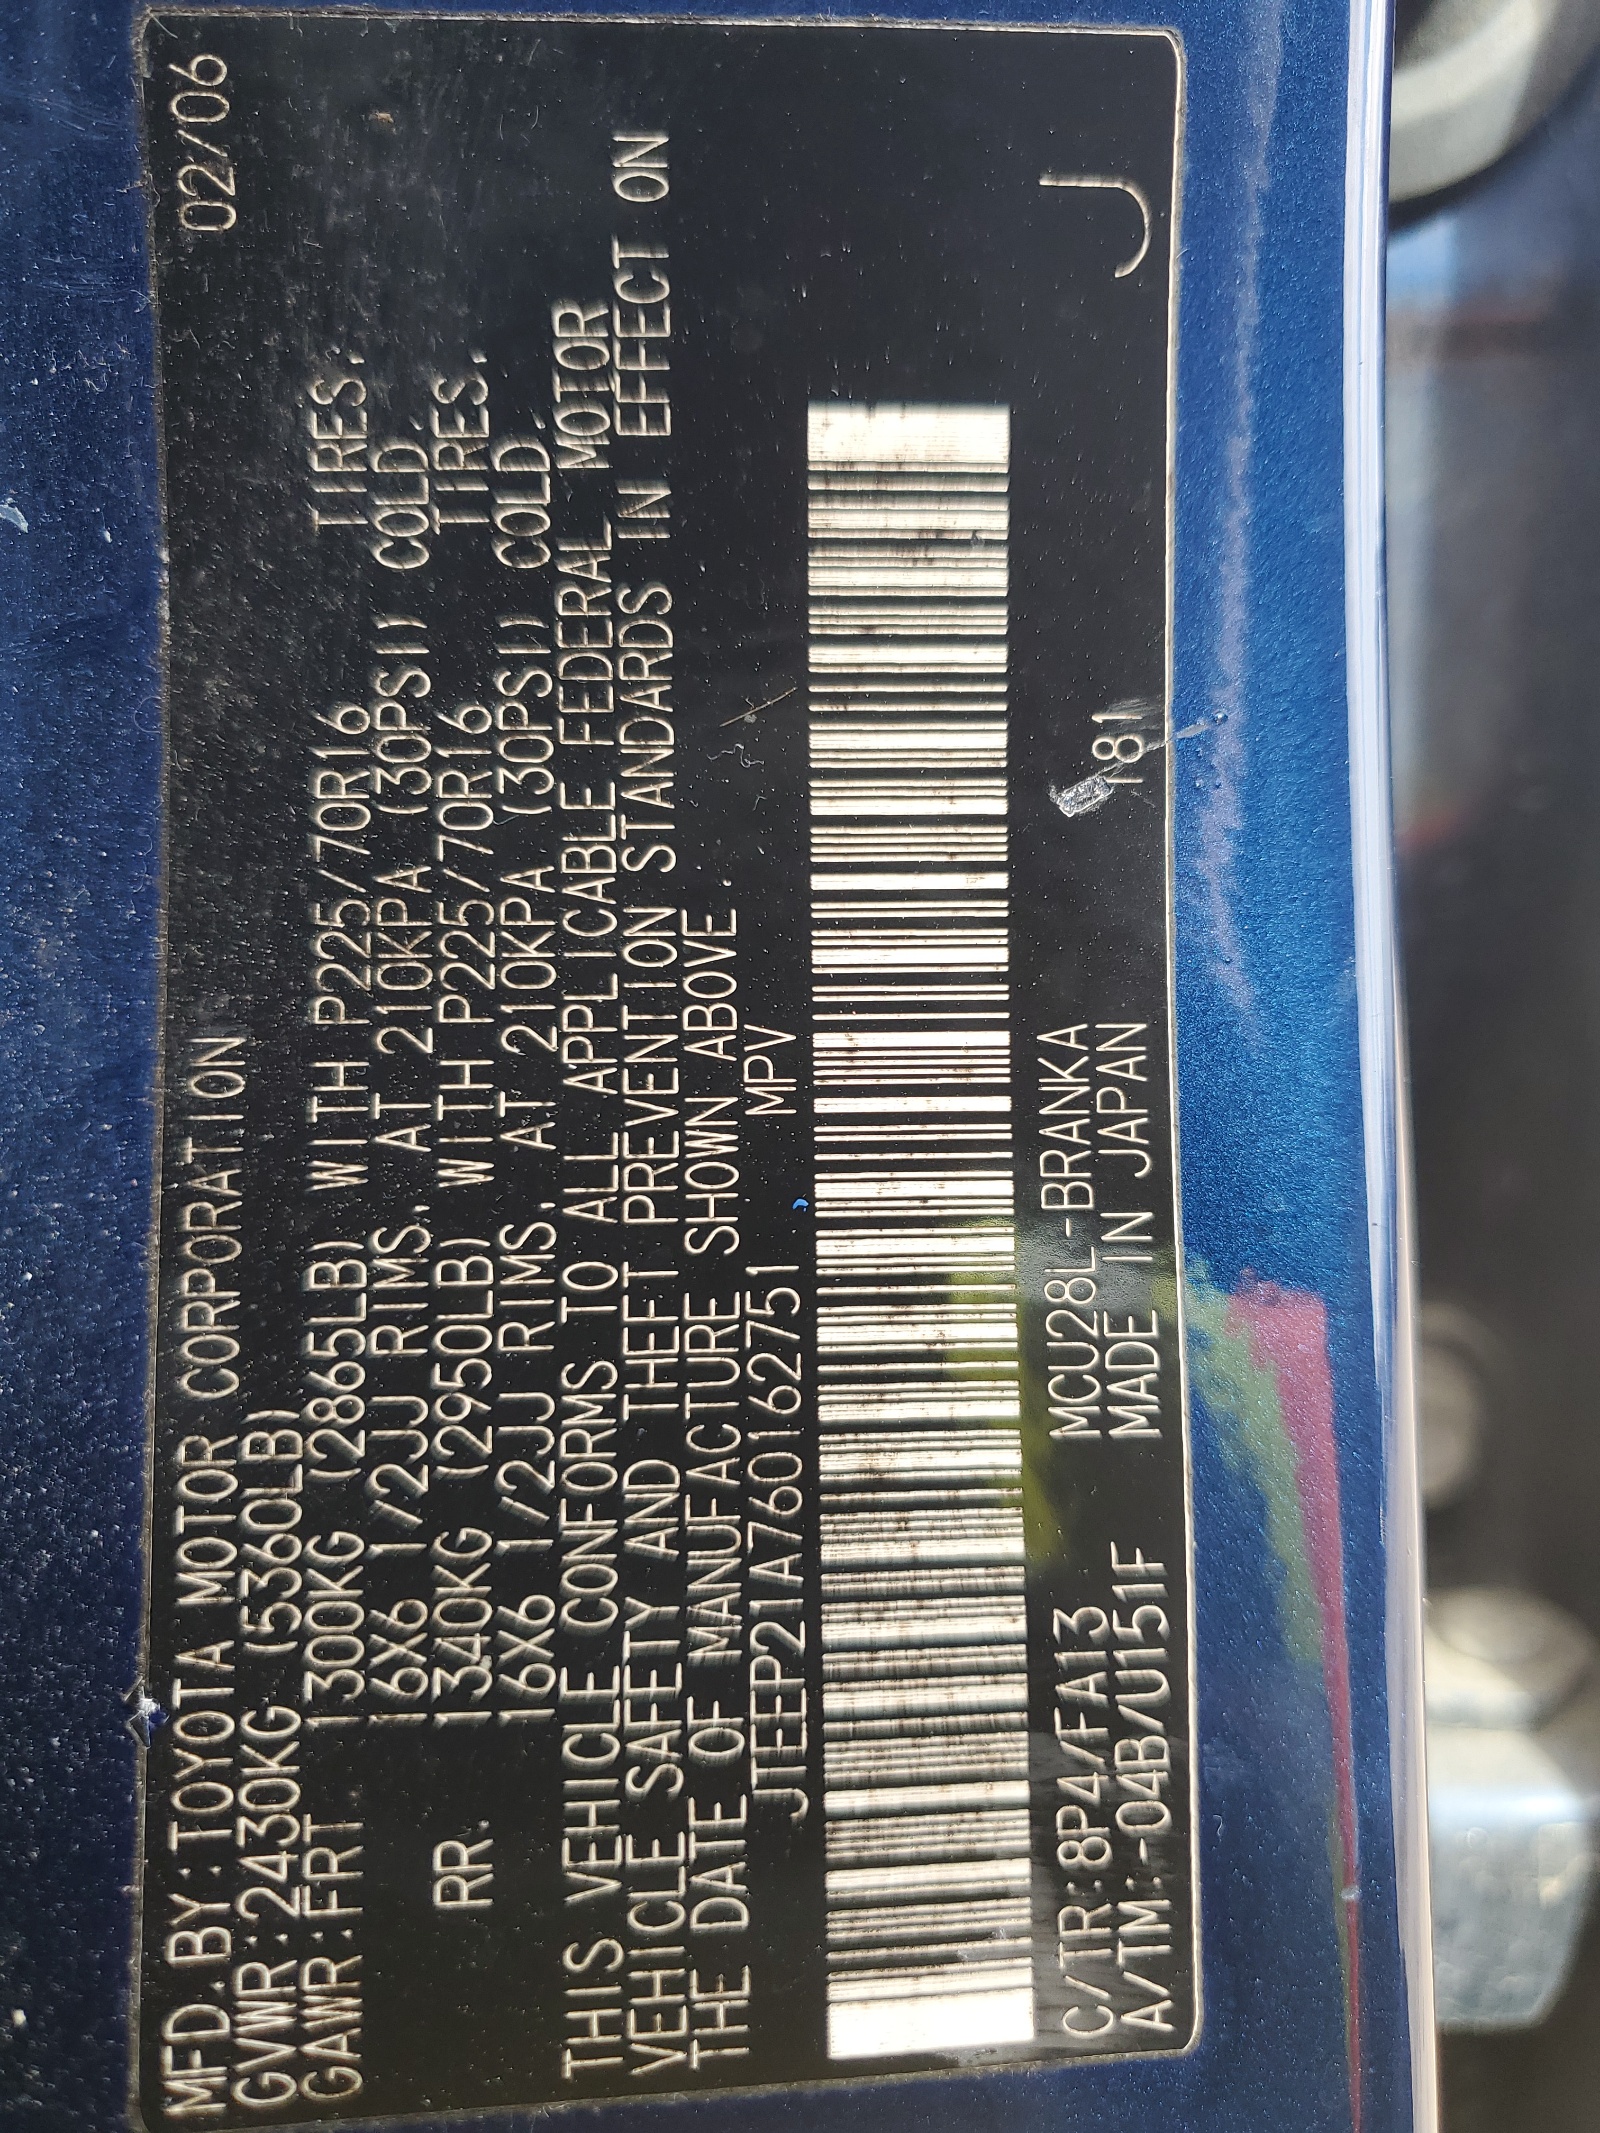 MFD.BY:TOYOTA MOTOR CORPORATION 02/06
GVWR:2430KG (5360LB)
GAWR:FRT 1300KG (2865LB) WITH P225/70R16 TIRES,
16X6 1/2JJ RIMS, AT 210KPA (30PSI) COLD,
RR. 1340KG (2950LB) WITH P225/70R16 TIRES,
16X6 1/2JJ RIMS, AT 210KPA (30PSI) COLD,
THIS VEHICLE CONFORMS TO ALL APPLICABLE FEDERAL MOTOR
VEHICLE SAFETY AND THEFT PREVENTION STANDARDS IN EFFECT ON
THE DATE OF MANUFACTURE SHOWN ABOVE.
JTEEP21A760162751 MPV
C/TR:8P4/FA13 MCU28L-BRANKA
A/TM:-04B/U151F MADE IN JAPAN 181 J